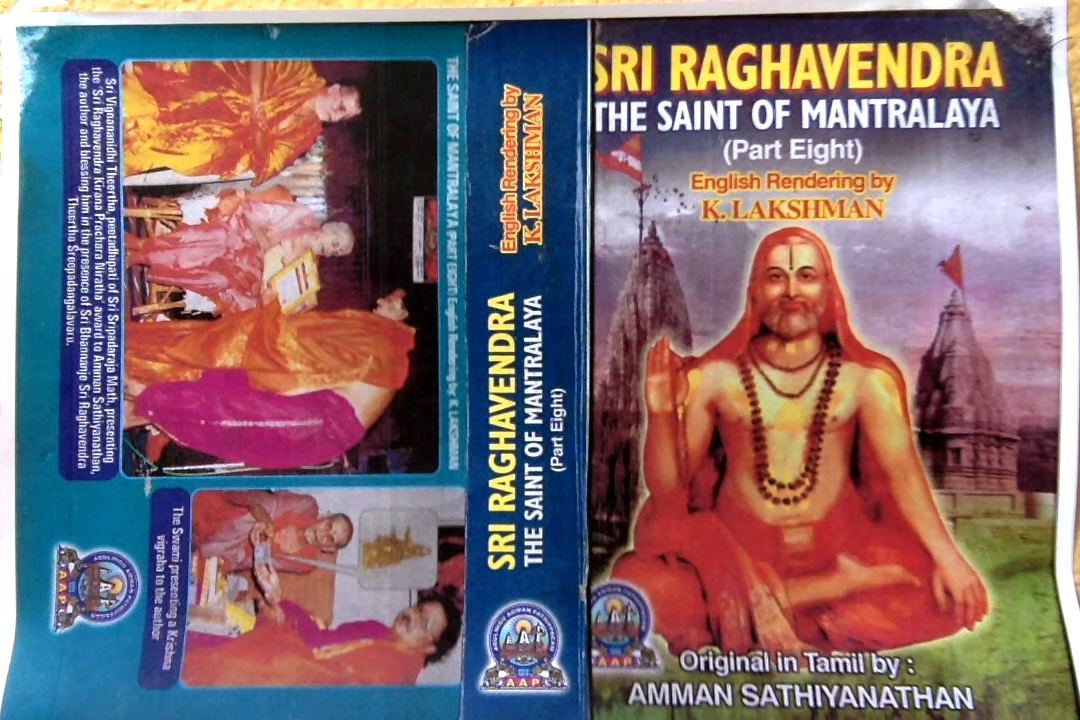 SRI RAGHAVENDRA
THE SAINT OF MANTRALAYA
(Part Eight)
English Rendering by
K. LAKSHMAN
Original in Tamil by :
AMMAN SATHIYANATHAN
English Rendering by
K. LAKSHMAN
SRI RAGHAVENDRA
THE SAINT OF MANTRALAYA
(Part Eight)
AAP
THE SAINT OF MANTRALAYA PART EIGHT English Rendering by: K. LAKSHMAN
Sri Vignananidhi Theertha, peetadhipati of Sri Sripadaraja Math, presenting
the 'Sri Raghavendra Kirana Prachara Niratha' award to Amman Sathiyanathan,
the author and blessing him in the presence of Sri Bhannanje Sri Raghavendra
Theertha Sreepadangalavaru.
The Swami presenting a Krishna
vigraha to the author
AAP